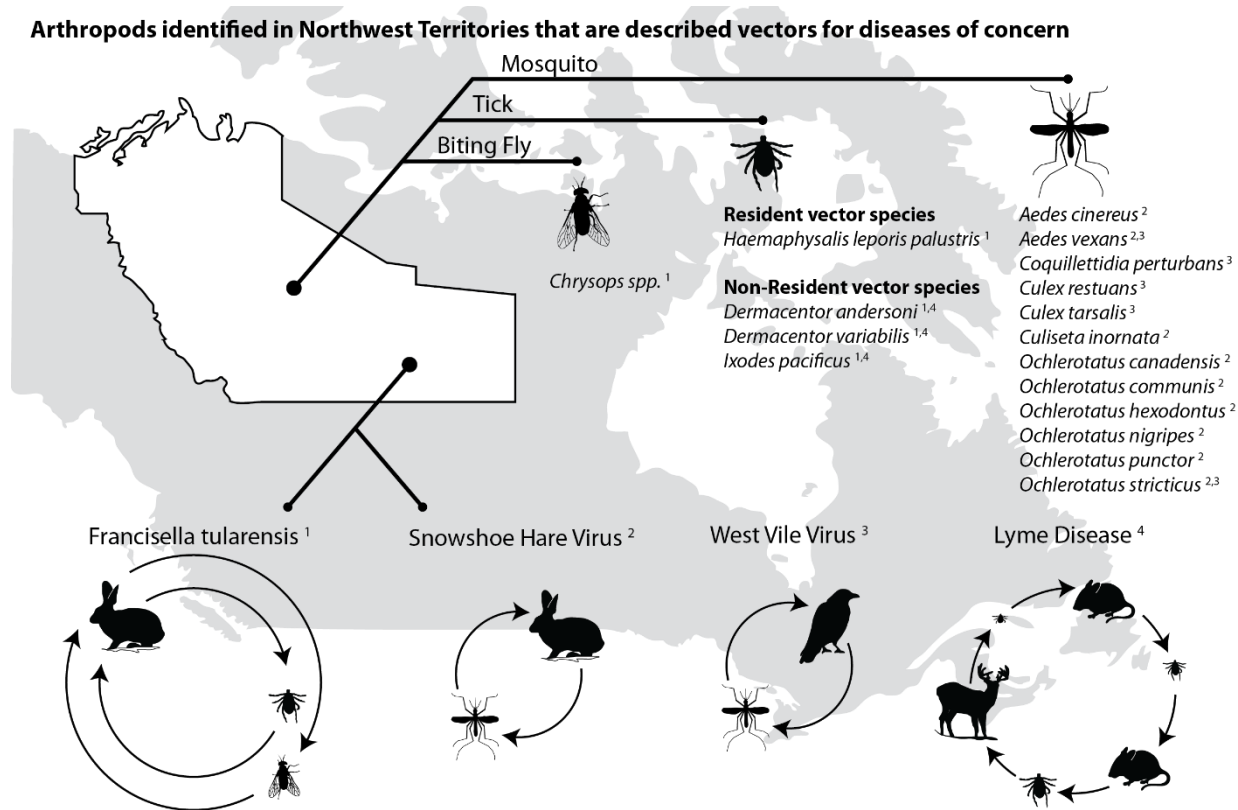 Arthropods identified in Northwest Territories that are described vectors for diseases of concern
Mosquito
Tick
Biting Fly
Chrysops spp. 1
Resident vector species
Haemaphysalis leporis palustris 1
Non-Resident vector species
Dermacentor andersoni 1,4
Dermacentor variabilis 1,4
Ixodes pacificus 1,4
Aedes cinereus 2
Aedes vexans 2,3
Coquillettidia perturbans 3
Culex restuans 3
Culex tarsalis 3
Culiseta inornata 2
Ochlerotatus canadensis 2
Ochlerotatus communis 2
Ochlerotatus hexodontus 2
Ochlerotatus nigripes 2
Ochlerotatus punctor 2
Ochlerotatus stricticus 2,3
Francisella tularensis 1
Snowshoe Hare Virus 2
West Vile Virus 3
Lyme Disease 4